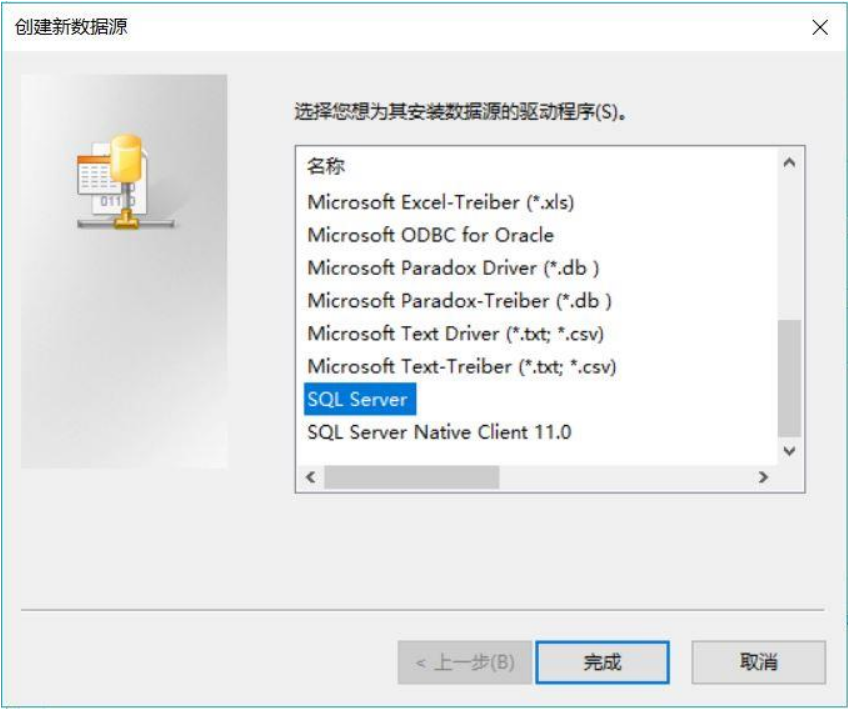 创建新数据源
选择您想为其安装数据源的驱动程序(S)。
名称
Microsoft Excel-Treiber (*.xls)
Microsoft ODBC for Oracle
Microsoft Paradox Driver (*.db )
Microsoft Paradox-Treiber (*.db )
Microsoft Text Driver (*.txt; *.csv)
Microsoft Text-Treiber (*.txt; *.csv)
SQL Server
SQL Server Native Client 11.0
< 上一步(B)
完成
取消